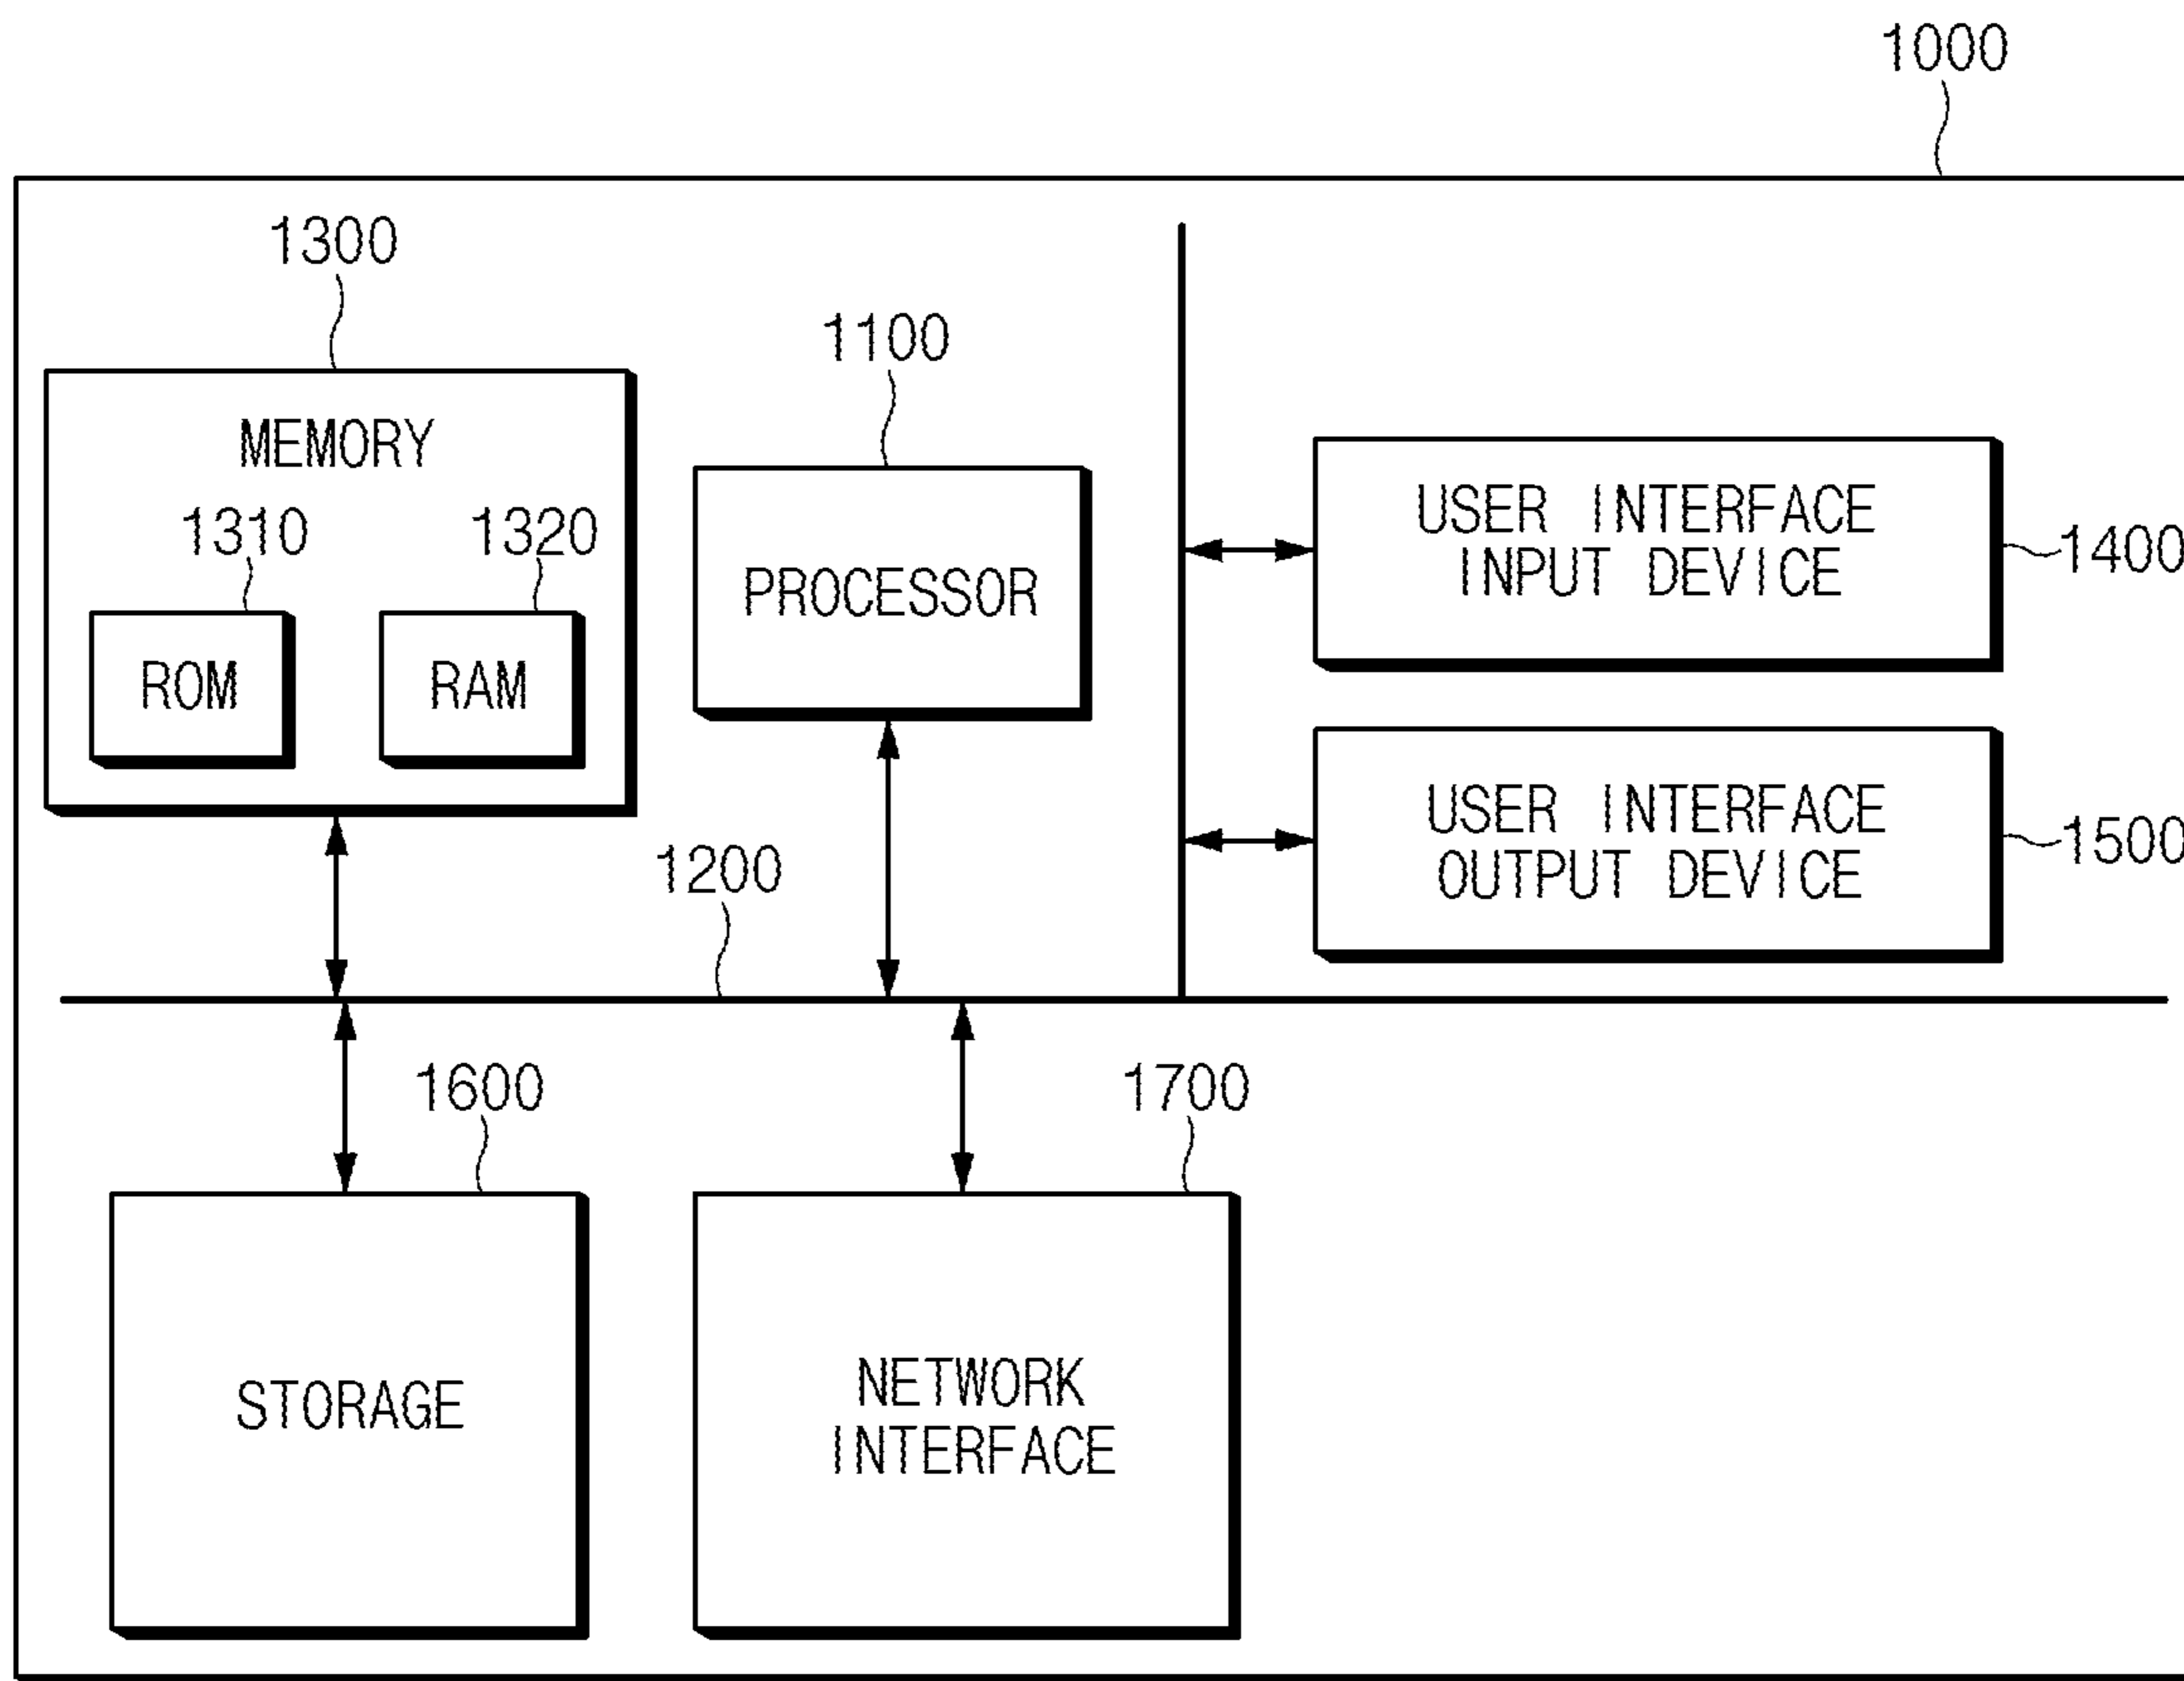 1000
1300
1100
MEMORY
1310
1320
ROM
RAM
PROCESSOR
USER INTERFACE
INPUT DEVICE
1400
USER INTERFACE
OUTPUT DEVICE
1500
1200
1600
1700
STORAGE
NETWORK
INTERFACE